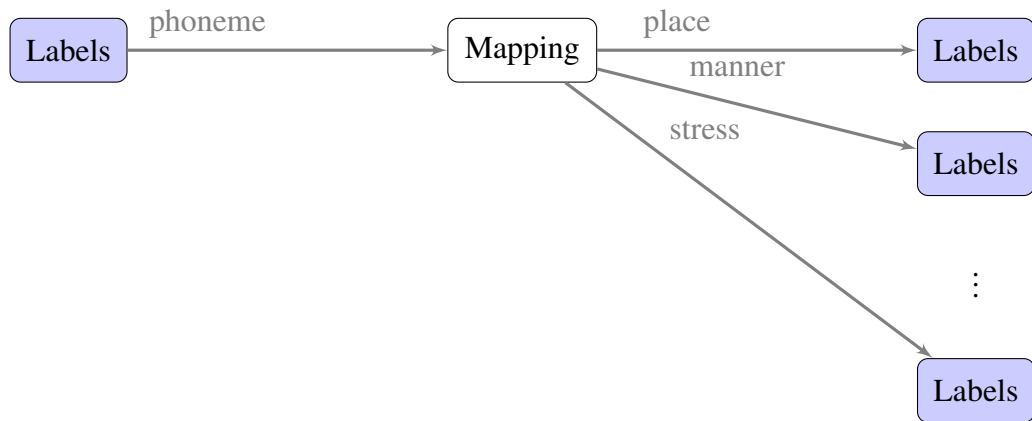 phoneme
place
Labels
Mapping
Labels
manner
stress
Labels
⋮
Labels